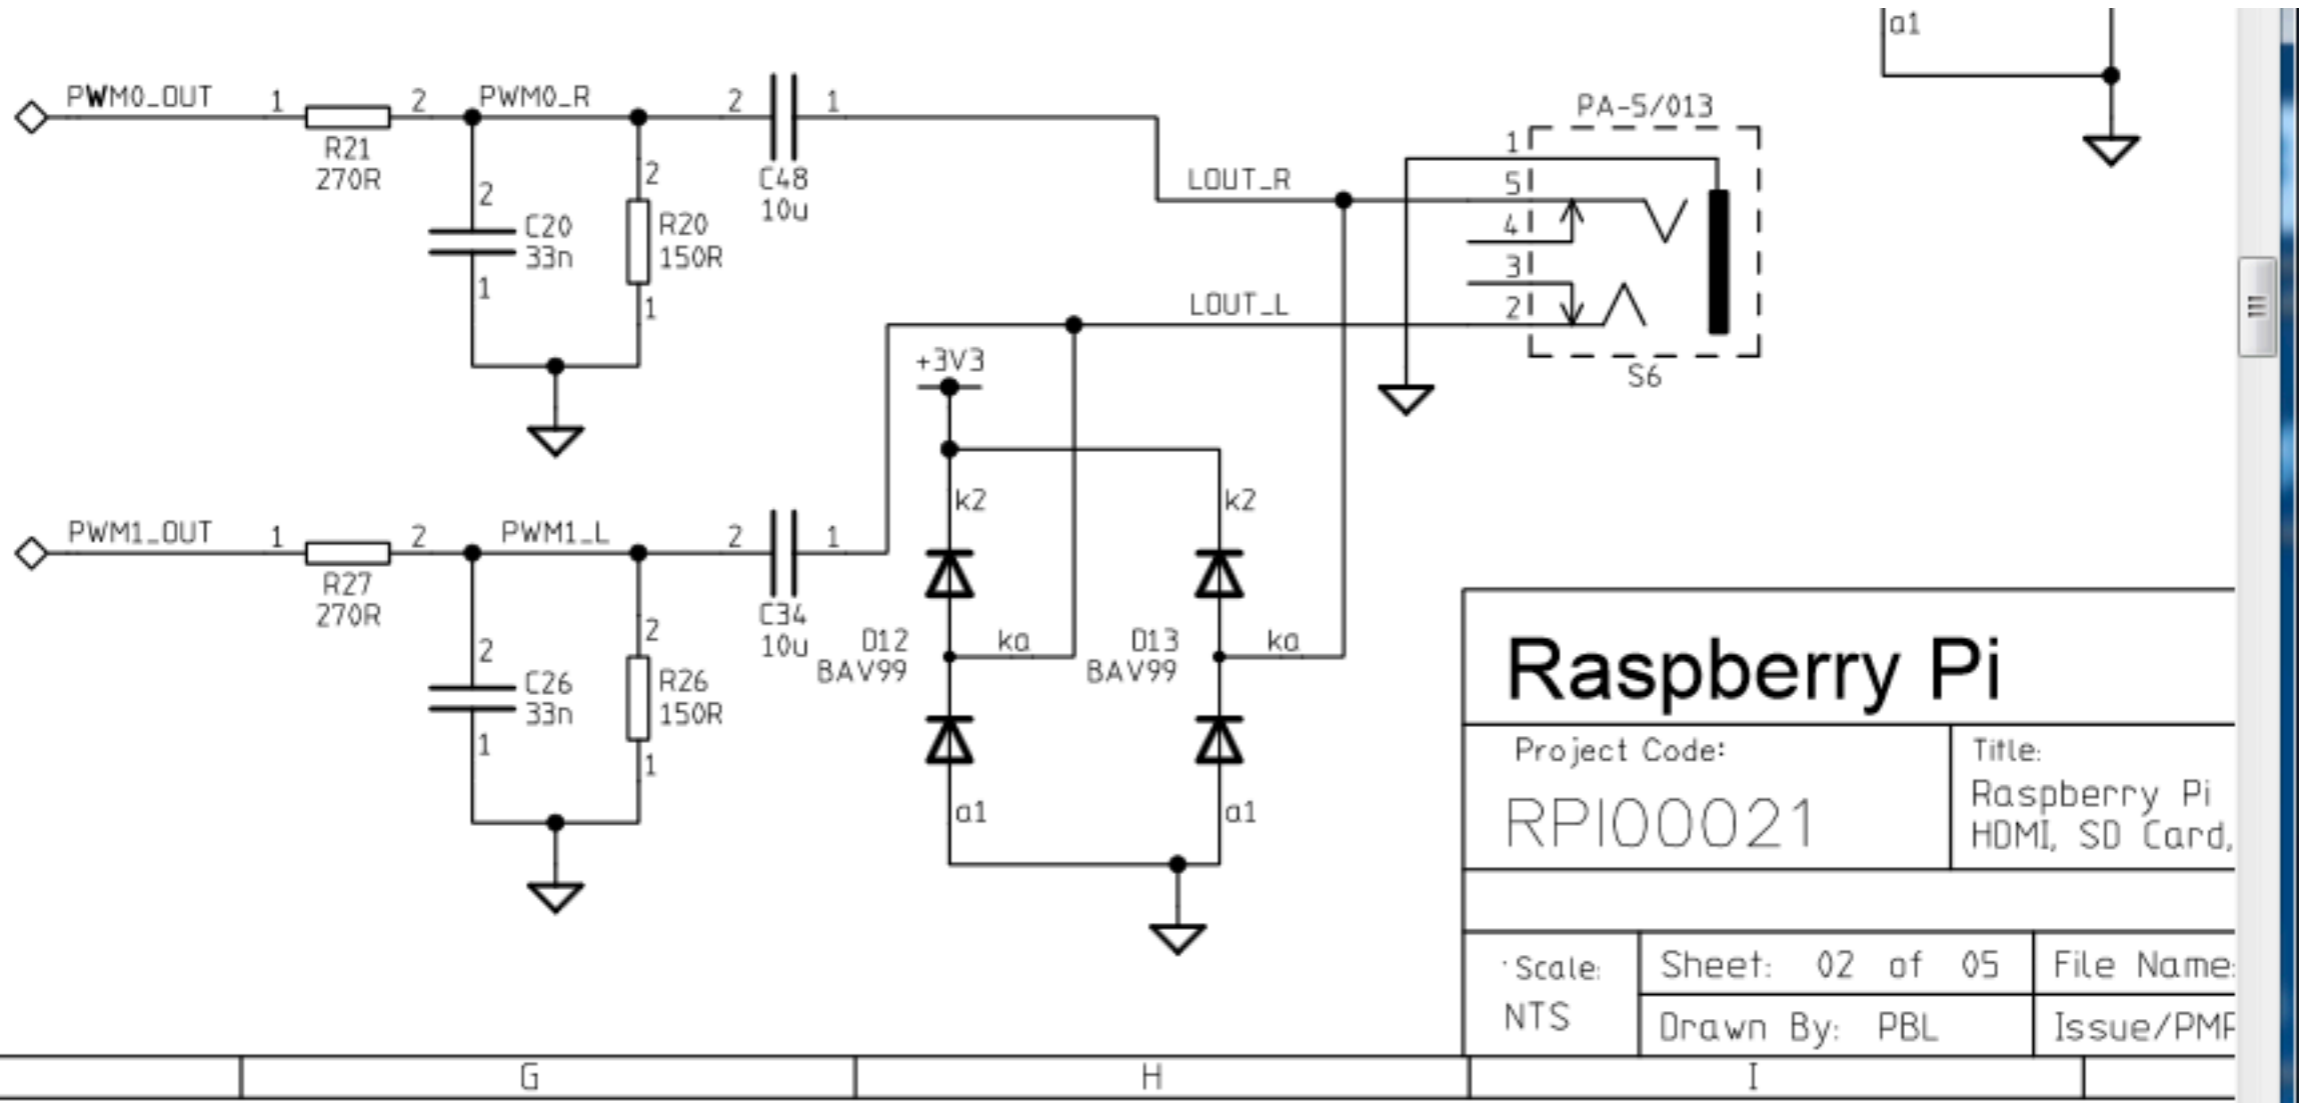 a1
PWM0_OUT
1
2
PWM0_R
2
1
R21
270R
2
C20
33n
1
2
R20
150R
1
C48
10u
LOUT_R
PA-5/013
1
5
4
3
2
S6
LOUT_L
+3V3
PWM1_OUT
1
2
PWM1_L
2
1
R27
270R
2
C26
33n
1
2
R26
150R
1
C34
10u
k2
k2
D12
BAV99
ka
D13
BAV99
ka
a1
a1
Raspberry Pi
Project Code:
RPI00021
Title:
Raspberry Pi
HDMI, SD Card,
Scale:
NTS
Sheet: 02 of 05
File Name:
Drawn By: PBL
Issue/PMP
G
H
I